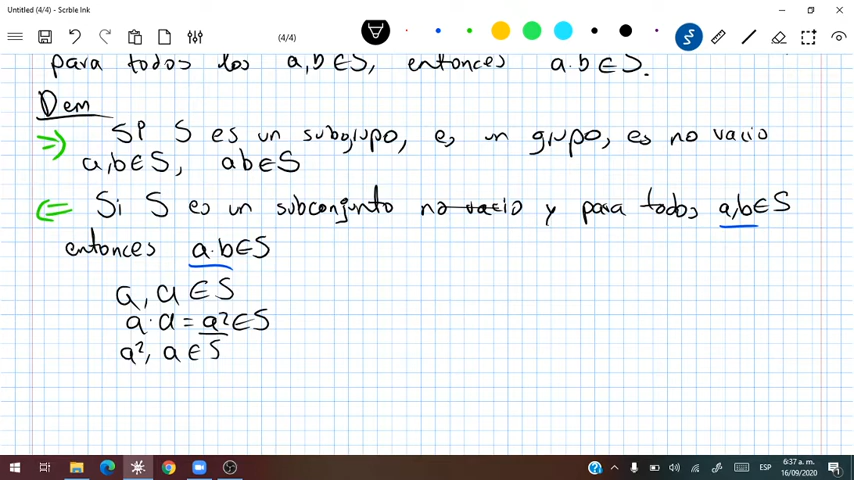 Untitled (4/4) - Scrble Ink
(4/4)
para todos los a,b∈S, entonces a.b∈S.
Dem
⇒) Si S es un subgrupo, es un grupo, es no vacio
a,b∈S, ab∈S
⇐ Si S es un subconjunto no vacio y para todos a,b∈S
entonces a.b∈S
a, a ∈S
a·a = a²∈S
a², a ∈ S
ESP
6:37 a. m.
16/09/2020